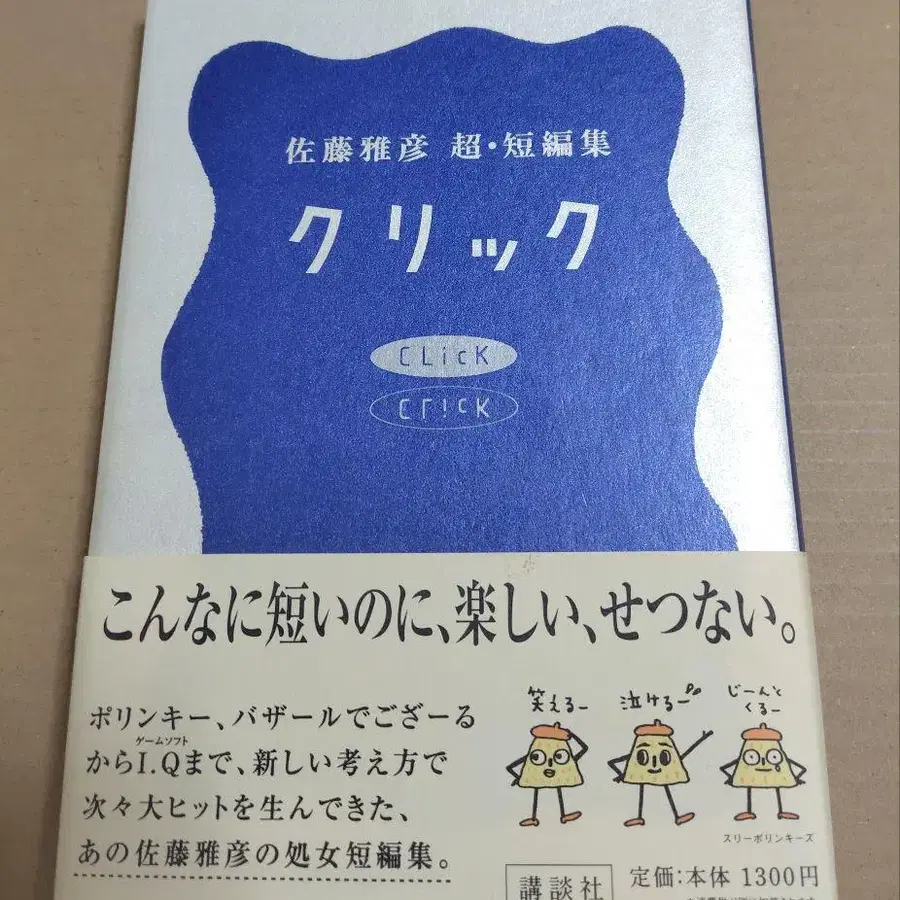 佐藤雅彦 超・短編集
クリック
CLicK
CLicK
こんなに短いのに、楽しい、せつない。
ポリンキー、バザールでござーる
ゲームソフト
からI.Qまで、新しい考え方で
次々大ヒットを生んできた、
あの佐藤雅彦の処女短編集。
笑えるー
泣けるー
じーんと
くるー
スリーポリンキーズ
講談社
定価:本体 1300円